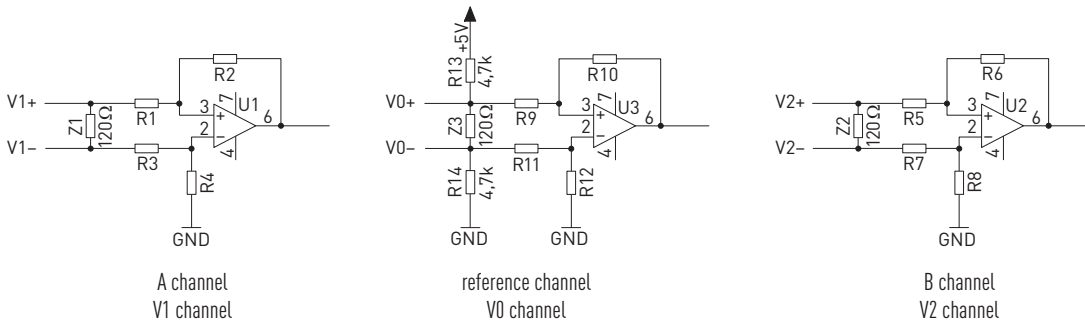 V1+
V1−
Z1
120Ω
R1
R3
R2
R4
3
2
+
−
7
4
6
U1
GND
A channel
V1 channel
+5V
R13
4,7k
V0+
V0−
Z3
120Ω
R14
4,7k
GND
R9
R11
R10
R12
3
2
+
−
7
4
6
U3
GND
reference channel
V0 channel
V2+
V2−
Z2
120Ω
R5
R7
R6
R8
3
2
+
−
7
4
6
U2
GND
B channel
V2 channel